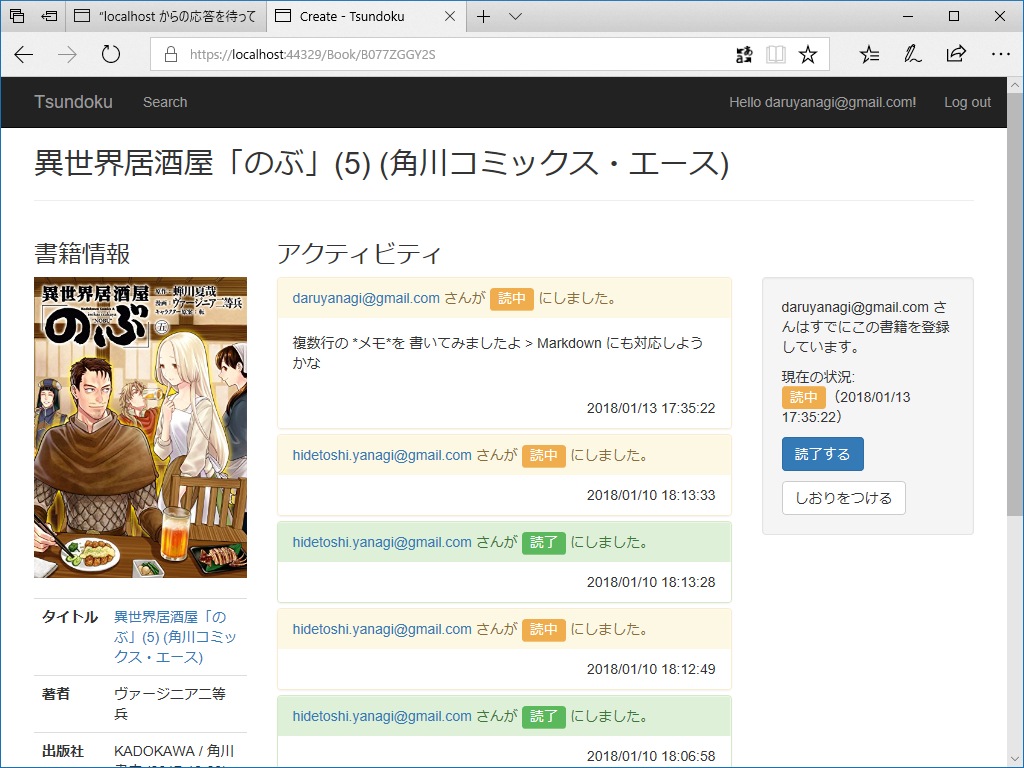 "localhost からの応答を待って
Create - Tsundoku
https://localhost:44329/Book/B077ZGGY2S
Tsundoku
Search
Hello daruyanagi@gmail.com!
Log out
異世界居酒屋「のぶ」(5) (角川コミックス・エース)
書籍情報
異世界居酒屋
「のぶ」
原作：蝉川夏哉
漫画：ヴァージニア二等兵
キャラクター原案：転
五
タイトル
異世界居酒屋「の
ぶ」(5) (角川コミッ
クス・エース)
著者
ヴァージニア二等
兵
出版社
KADOKAWA / 角川
アクティビティ
daruyanagi@gmail.com さんが 読中 にしました。
複数行の *メモ*を 書いてみましたよ > Markdown にも対応しよう
かな
2018/01/13 17:35:22
hidetoshi.yanagi@gmail.com さんが 読中 にしました。
2018/01/10 18:13:33
hidetoshi.yanagi@gmail.com さんが 読了 にしました。
2018/01/10 18:13:28
hidetoshi.yanagi@gmail.com さんが 読中 にしました。
2018/01/10 18:12:49
hidetoshi.yanagi@gmail.com さんが 読了 にしました。
2018/01/10 18:06:58
daruyanagi@gmail.com さ
んはすでにこの書籍を登録
しています。
現在の状況:
読中（2018/01/13
17:35:22）
読了する
しおりをつける